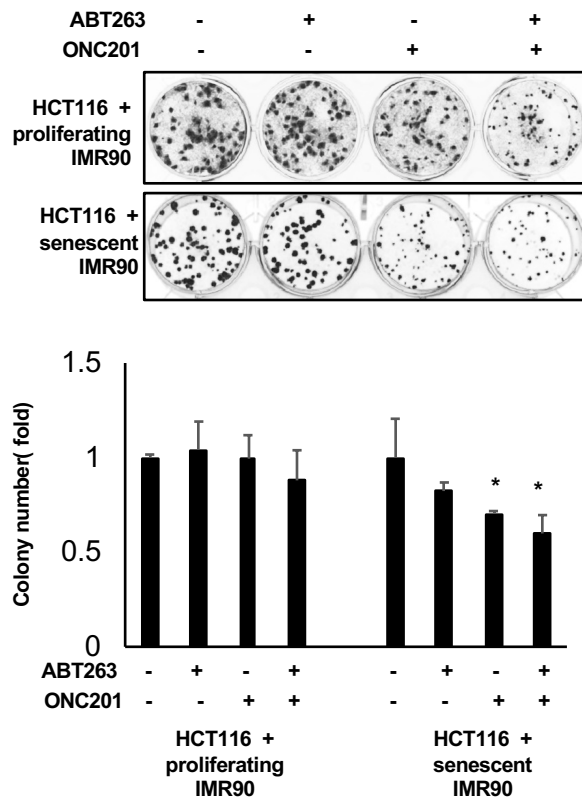 ABT263 - + - +
ONC201 - - + +
HCT116 +
proliferating
IMR90
HCT116 +
senescent
IMR90
Colony number( fold)
1.5
1
0.5
0
* *
ABT263 - + - + - + - +
ONC201 - - + + - - + +
HCT116 +
proliferating
IMR90
HCT116 +
senescent
IMR90